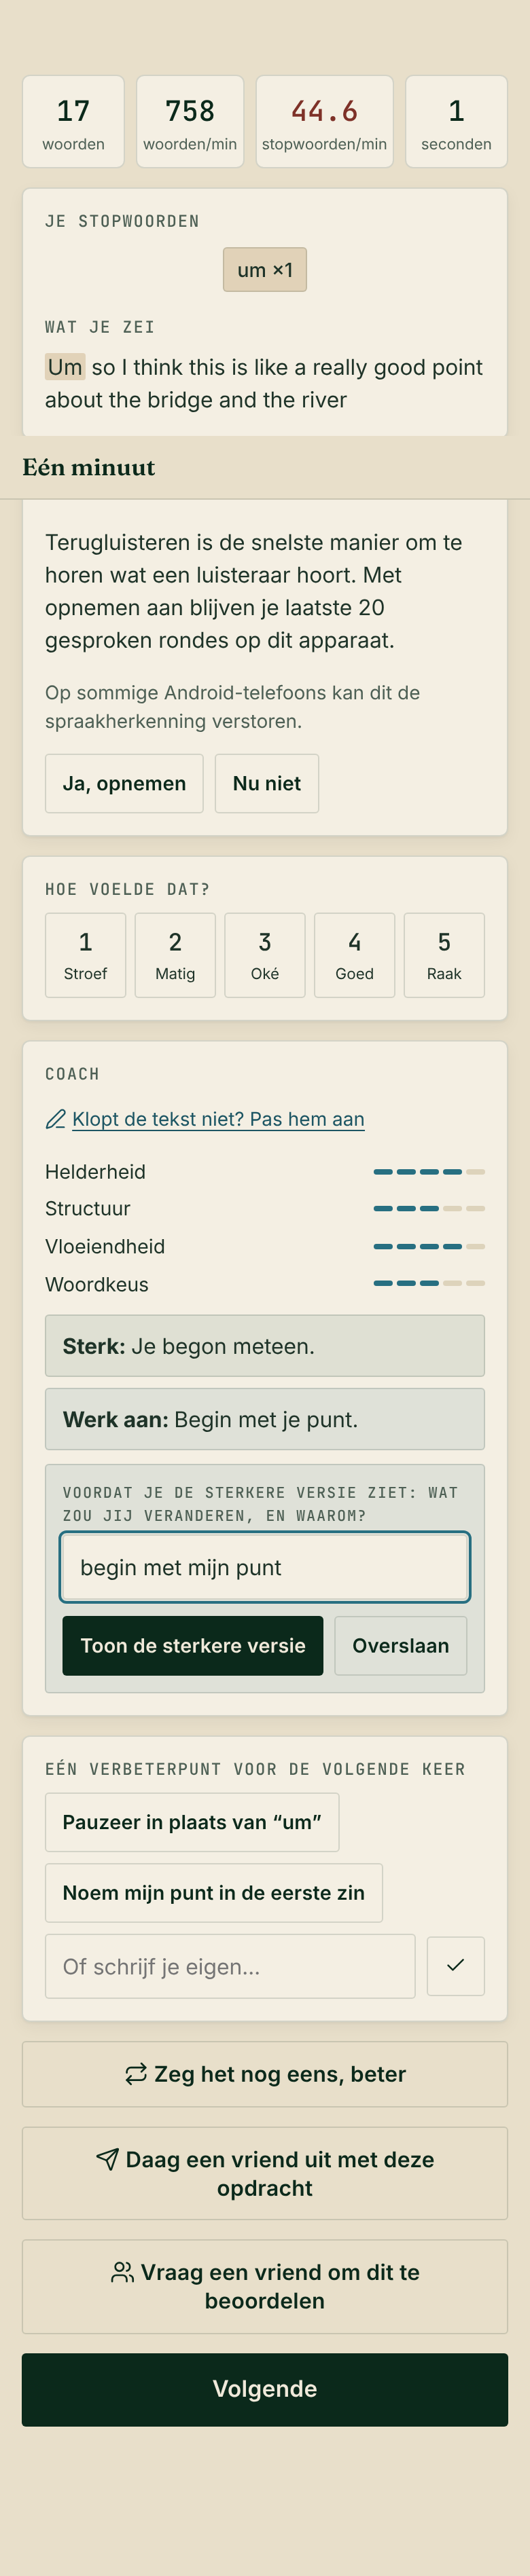 17 758 44.6 1
woorden woorden/min stopwoorden/min seconden
JE STOPWOORDEN
um ×1
WAT JE ZEI
Um so I think this is like a really good point
about the bridge and the river
Eén minuut
Terugluisteren is de snelste manier om te
horen wat een luisteraar hoort. Met
opnemen aan blijven je laatste 20
gesproken rondes op dit apparaat.
Op sommige Android-telefoons kan dit de
spraakherkenning verstoren.
Ja, opnemen Nu niet
HOE VOELDE DAT?
1 2 3 4 5
Stroef Matig Oké Goed Raak
COACH
Klopt de tekst niet? Pas hem aan
Helderheid
Structuur
Vloeiendheid
Woordkeus
Sterk: Je begon meteen.
Werk aan: Begin met je punt.
VOORDAT JE DE STERKERE VERSIE ZIET: WAT
ZOU JIJ VERANDEREN, EN WAAROM?
begin met mijn punt
Toon de sterkere versie Overslaan
EÉN VERBETERPUNT VOOR DE VOLGENDE KEER
Pauzeer in plaats van “um”
Noem mijn punt in de eerste zin
Of schrijf je eigen...
Zeg het nog eens, beter
Daag een vriend uit met deze
opdracht
Vraag een vriend om dit te
beoordelen
Volgende